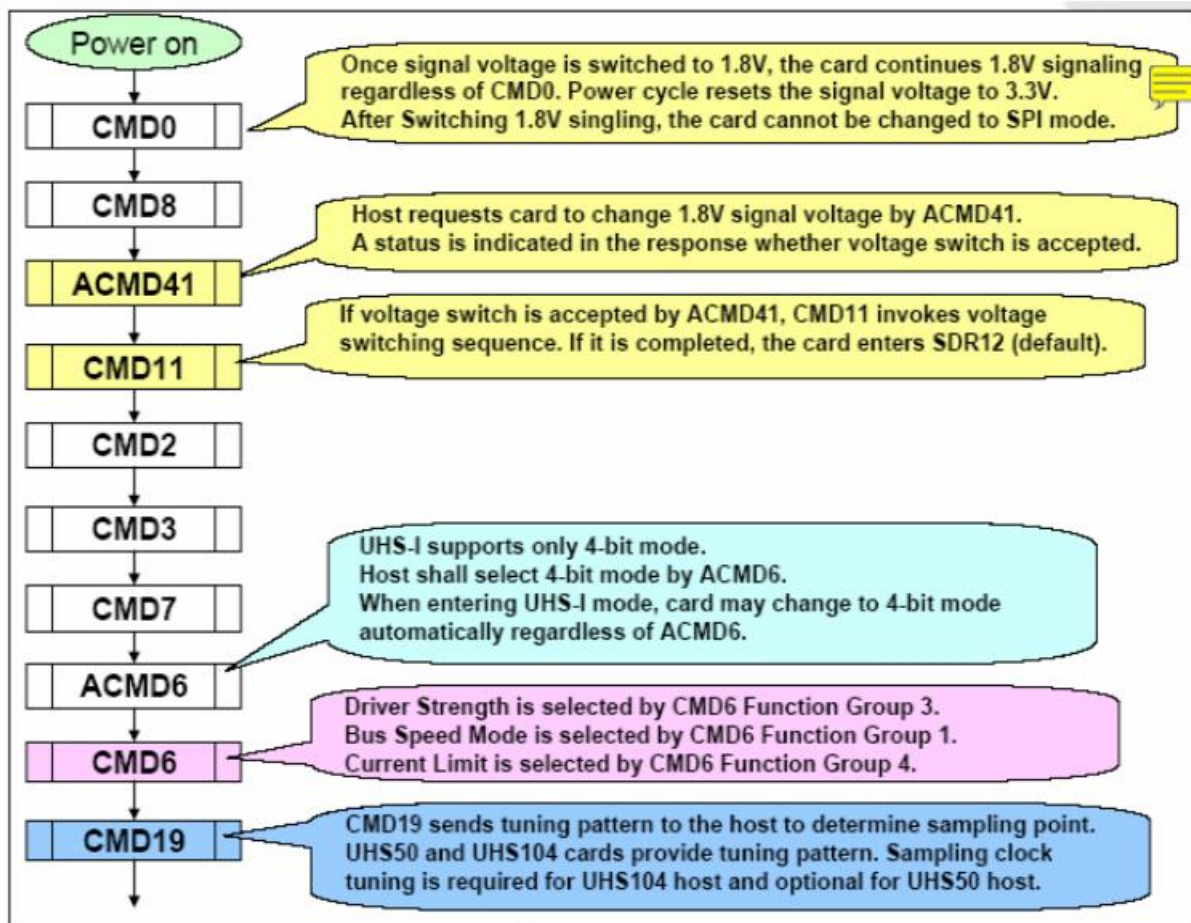 Power on
Once signal voltage is switched to 1.8V, the card continues 1.8V signaling
regardless of CMD0. Power cycle resets the signal voltage to 3.3V.
After Switching 1.8V singling, the card cannot be changed to SPI mode.
CMD0
CMD8
Host requests card to change 1.8V signal voltage by ACMD41.
A status is indicated in the response whether voltage switch is accepted.
ACMD41
If voltage switch is accepted by ACMD41, CMD11 invokes voltage
switching sequence. If it is completed, the card enters SDR12 (default).
CMD11
CMD2
CMD3
UHS-I supports only 4-bit mode.
Host shall select 4-bit mode by ACMD6.
When entering UHS-I mode, card may change to 4-bit mode
automatically regardless of ACMD6.
CMD7
ACMD6
Driver Strength is selected by CMD6 Function Group 3.
Bus Speed Mode is selected by CMD6 Function Group 1.
Current Limit is selected by CMD6 Function Group 4.
CMD6
CMD19 sends tuning pattern to the host to determine sampling point.
UHS50 and UHS104 cards provide tuning pattern. Sampling clock
tuning is required for UHS104 host and optional for UHS50 host.
CMD19